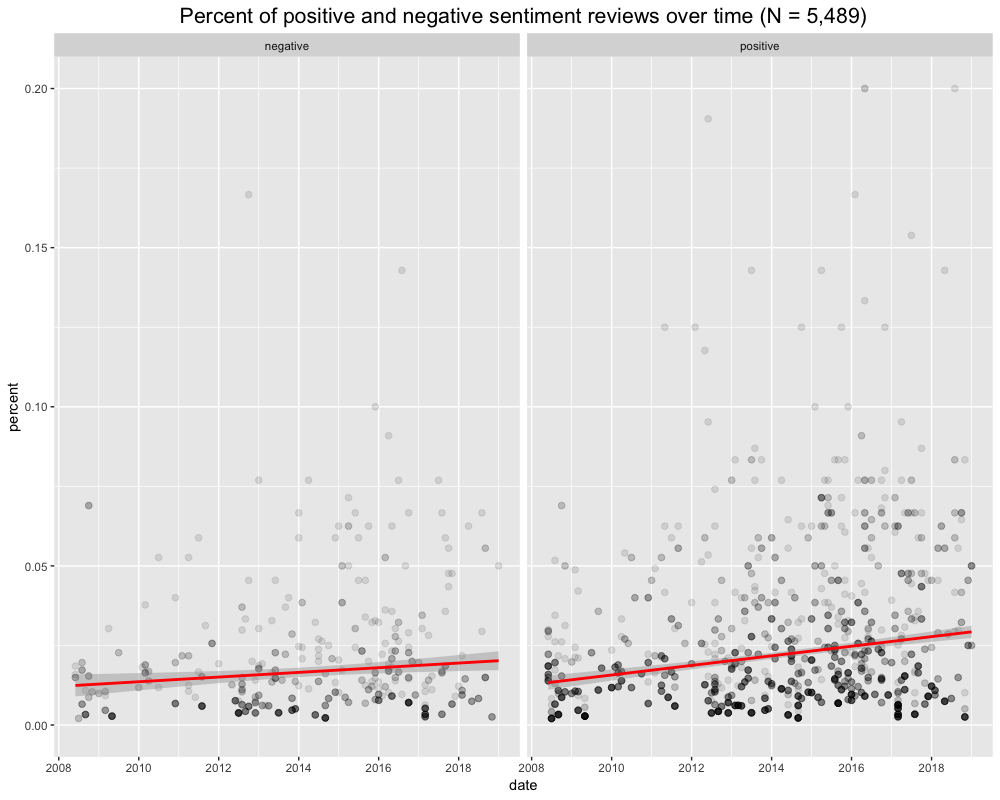 Percent of positive and negative sentiment reviews over time (N = 5,489)
negative
positive
0.20
0.15
0.10
0.05
0.00
percent
2008 2010 2012 2014 2016 2018 2008 2010 2012 2014 2016 2018
date